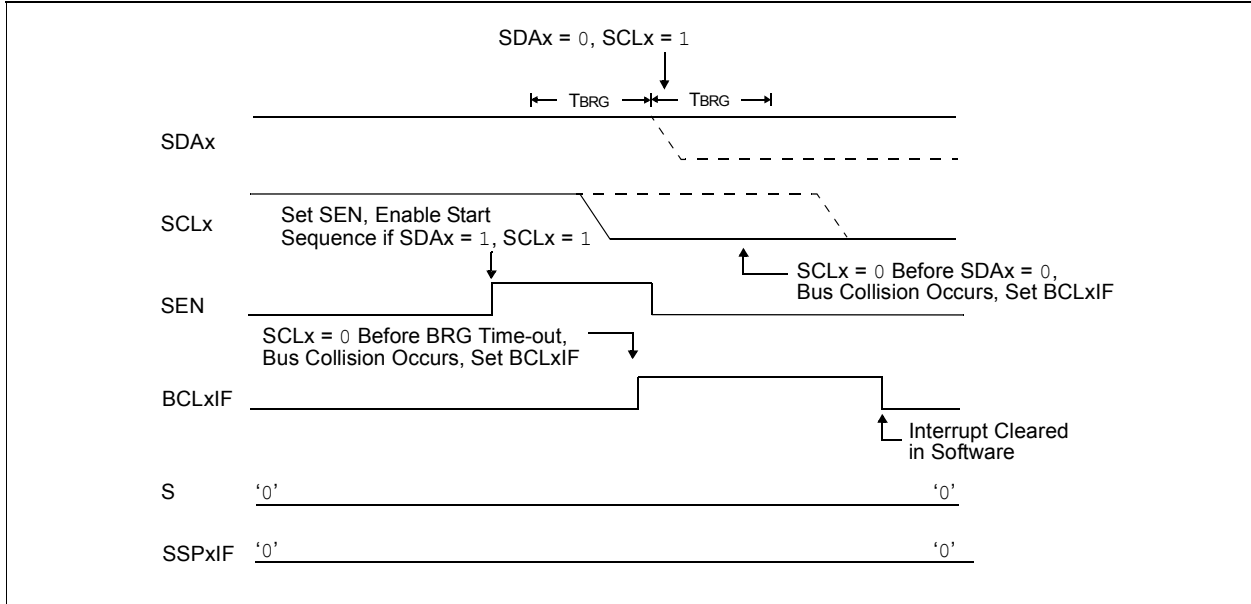 SDAx = 0, SCLx = 1
TBRG TBRG
SDAx
SCLx
Set SEN, Enable Start
Sequence if SDAx = 1, SCLx = 1
SCLx = 0 Before SDAx = 0,
Bus Collision Occurs, Set BCLxIF
SEN
SCLx = 0 Before BRG Time-out,
Bus Collision Occurs, Set BCLxIF
BCLxIF
Interrupt Cleared
in Software
S ‘0’ ‘0’
SSPxIF ‘0’ ‘0’